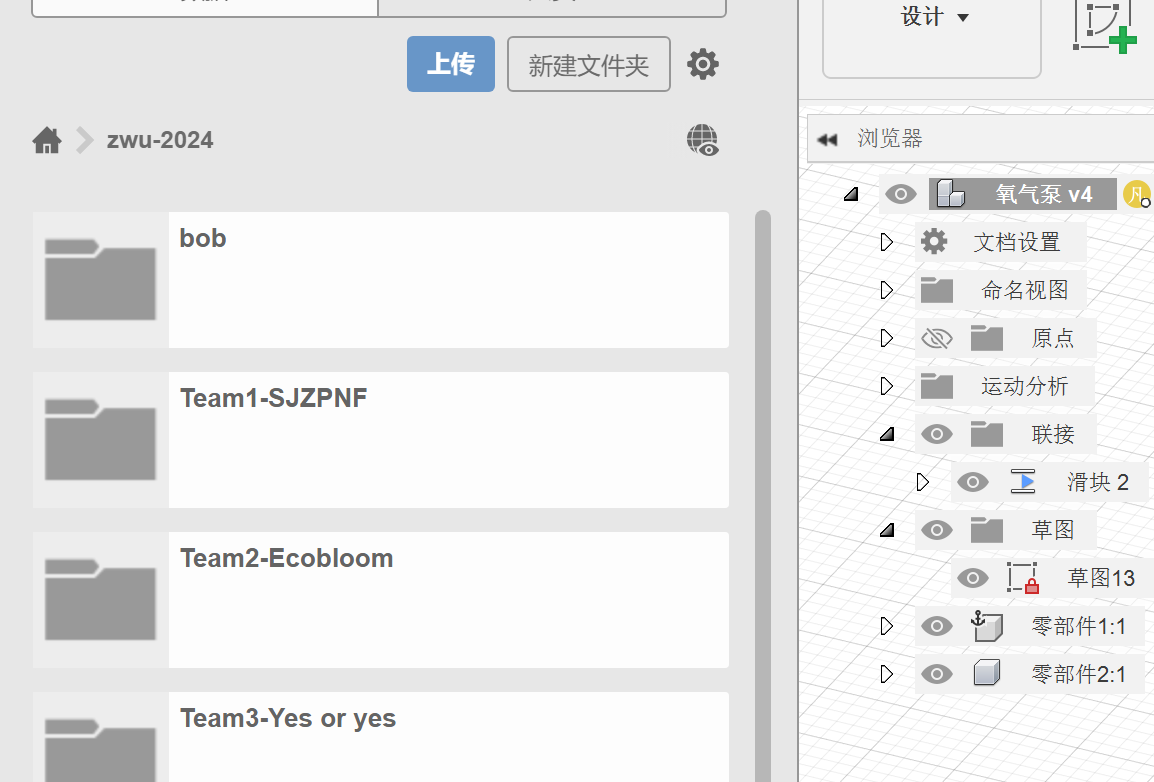 上传
新建文件夹
zwu-2024
bob
Team1-SJZPNF
Team2-Ecobloom
Team3-Yes or yes
设计
浏览器
氧气泵 v4
凡
文档设置
命名视图
原点
运动分析
联接
滑块 2
草图
草图13
零部件1:1
零部件2:1